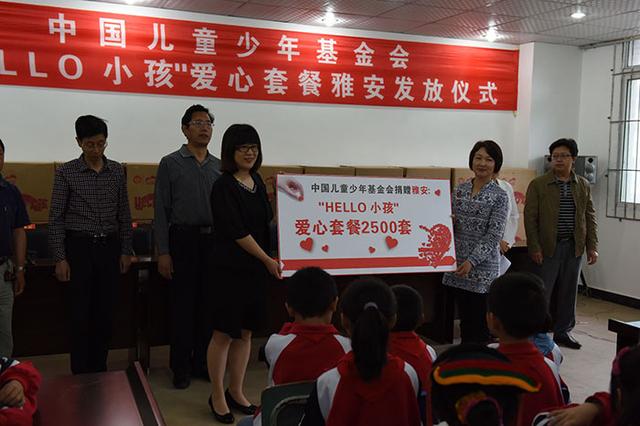 中国儿童少年基金会
LLO 小孩"爱心套餐雅安发放仪式
中国儿童少年基金会捐赠雅安:
"HELLO 小孩"
爱心套餐2500套